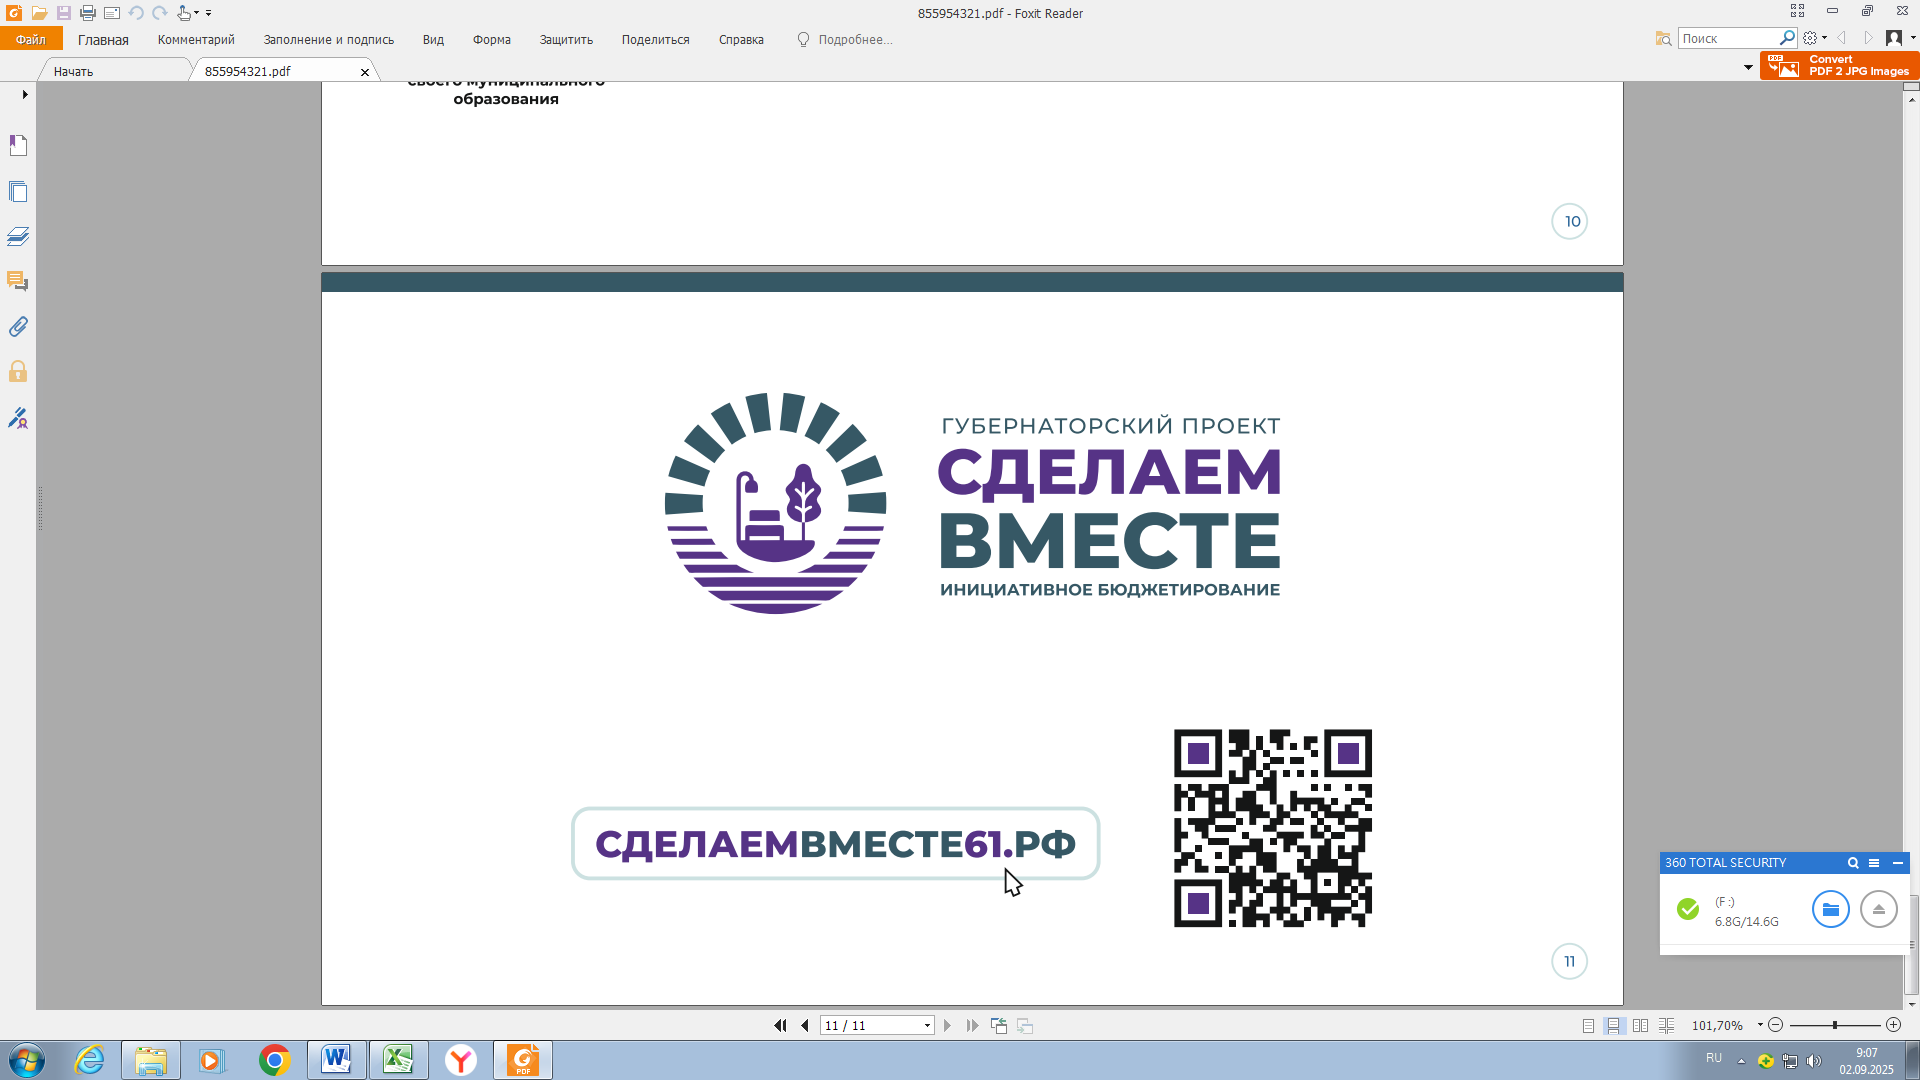 855954321.pdf - Foxit Reader
Файл
Главная
Комментарий
Заполнение и подпись
Вид
Форма
Защитить
Поделиться
Справка
Подробнее...
Поиск
Начать
855954321.pdf
Convert
PDF 2 JPG Images
своего муниципального
образования
10
ГУБЕРНАТОРСКИЙ ПРОЕКТ
СДЕЛАЕМ
ВМЕСТЕ
ИНИЦИАТИВНОЕ БЮДЖЕТИРОВАНИЕ
СДЕЛАЕМВМЕСТЕ61.РФ
11
360 TOTAL SECURITY
(F :)
6.8G/14.6G
11 / 11
101,70%
RU
9:07
02.09.2025